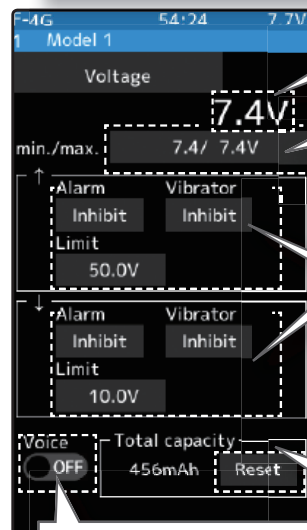 F-4G 54:24 7.7V
1 Model 1
Voltage
7.4V
min./max. 7.4/ 7.4V
↑
Alarm Vibrator
Inhibit Inhibit
Limit
50.0V
↓
Alarm Vibrator
Inhibit Inhibit
Limit
10.0V
Voice Total capacity
OFF 456mAh Reset